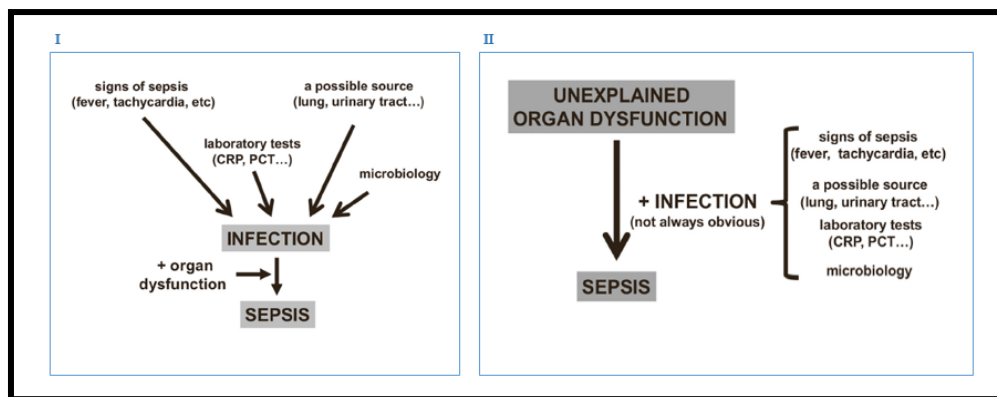 I
signs of sepsis
(fever, tachycardia, etc)
a possible source
(lung, urinary tract...)
laboratory tests
(CRP, PCT...)
microbiology
INFECTION
+ organ
dysfunction
SEPSIS
II
UNEXPLAINED
ORGAN DYSFUNCTION
+ INFECTION
(not always obvious)
signs of sepsis
(fever, tachycardia, etc)
a possible source
(lung, urinary tract...)
laboratory tests
(CRP, PCT...)
microbiology
SEPSIS